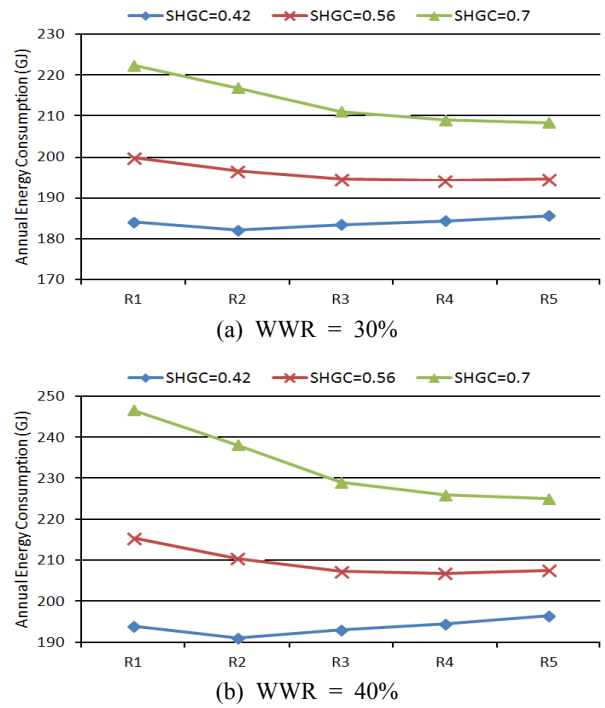 SHGC=0.42 SHGC=0.56 SHGC=0.7
Annual Energy Consumption (GJ)
230
220
210
200
190
180
170
R1 R2 R3 R4 R5
(a) WWR = 30%
SHGC=0.42 SHGC=0.56 SHGC=0.7
Annual Energy Consumption (GJ)
250
240
230
220
210
200
190
R1 R2 R3 R4 R5
(b) WWR = 40%